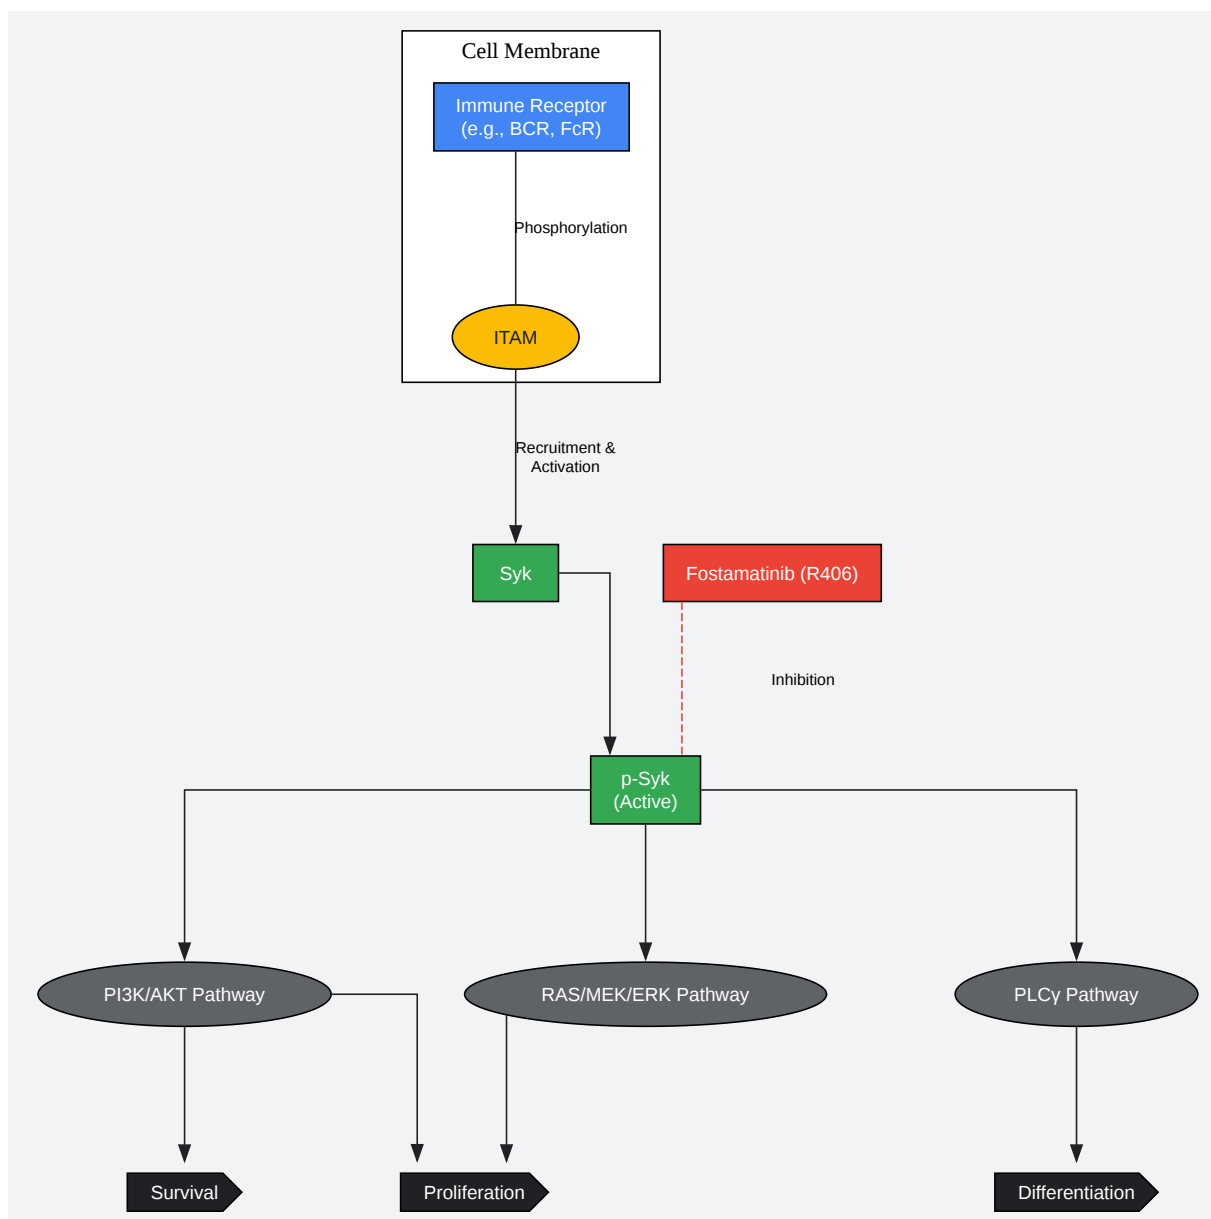 Cell Membrane
Immune Receptor
(e.g., BCR, FcR)
Phosphorylation
ITAM
Recruitment &
Activation
Syk
Fostamatinib (R406)
Inhibition
p-Syk
(Active)
PI3K/AKT Pathway
RAS/MEK/ERK Pathway
PLCγ Pathway
Survival
Proliferation
Differentiation